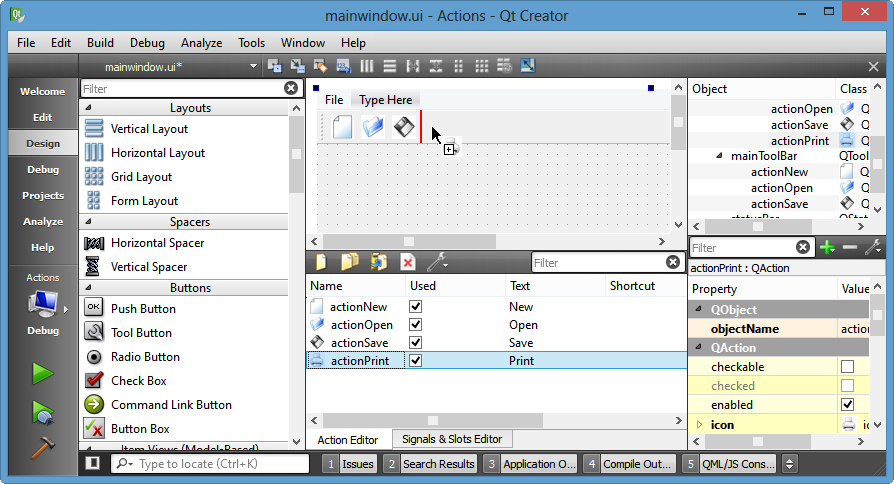 mainwindow.ui - Actions - Qt Creator
File Edit Build Debug Analyze Tools Window Help
mainwindow.ui*
Welcome
Edit
Design
Debug
Projects
Analyze
Help
Actions
Debug
Filter
Layouts
Vertical Layout
Horizontal Layout
Grid Layout
Form Layout
Spacers
Horizontal Spacer
Vertical Spacer
Buttons
Push Button
Tool Button
Radio Button
Check Box
Command Link Button
Button Box
Item Views (Model-Based)
File Type Here
Filter
Name Used Text Shortcut
actionNew New
actionOpen Open
actionSave Save
actionPrint Print
Action Editor Signals & Slots Editor
Object Class
actionOpen Q
actionSave Q
actionPrint Q
mainToolBar QTool
actionNew Q
actionOpen Q
actionSave Q
statusBar QSta
Filter
actionPrint : QAction
Property Value
QObject
objectName action
QAction
checkable
checked
enabled
icon
Type to locate (Ctrl+K) 1 Issues 2 Search Results 3 Application O... 4 Compile Out... 5 QML/JS Cons...